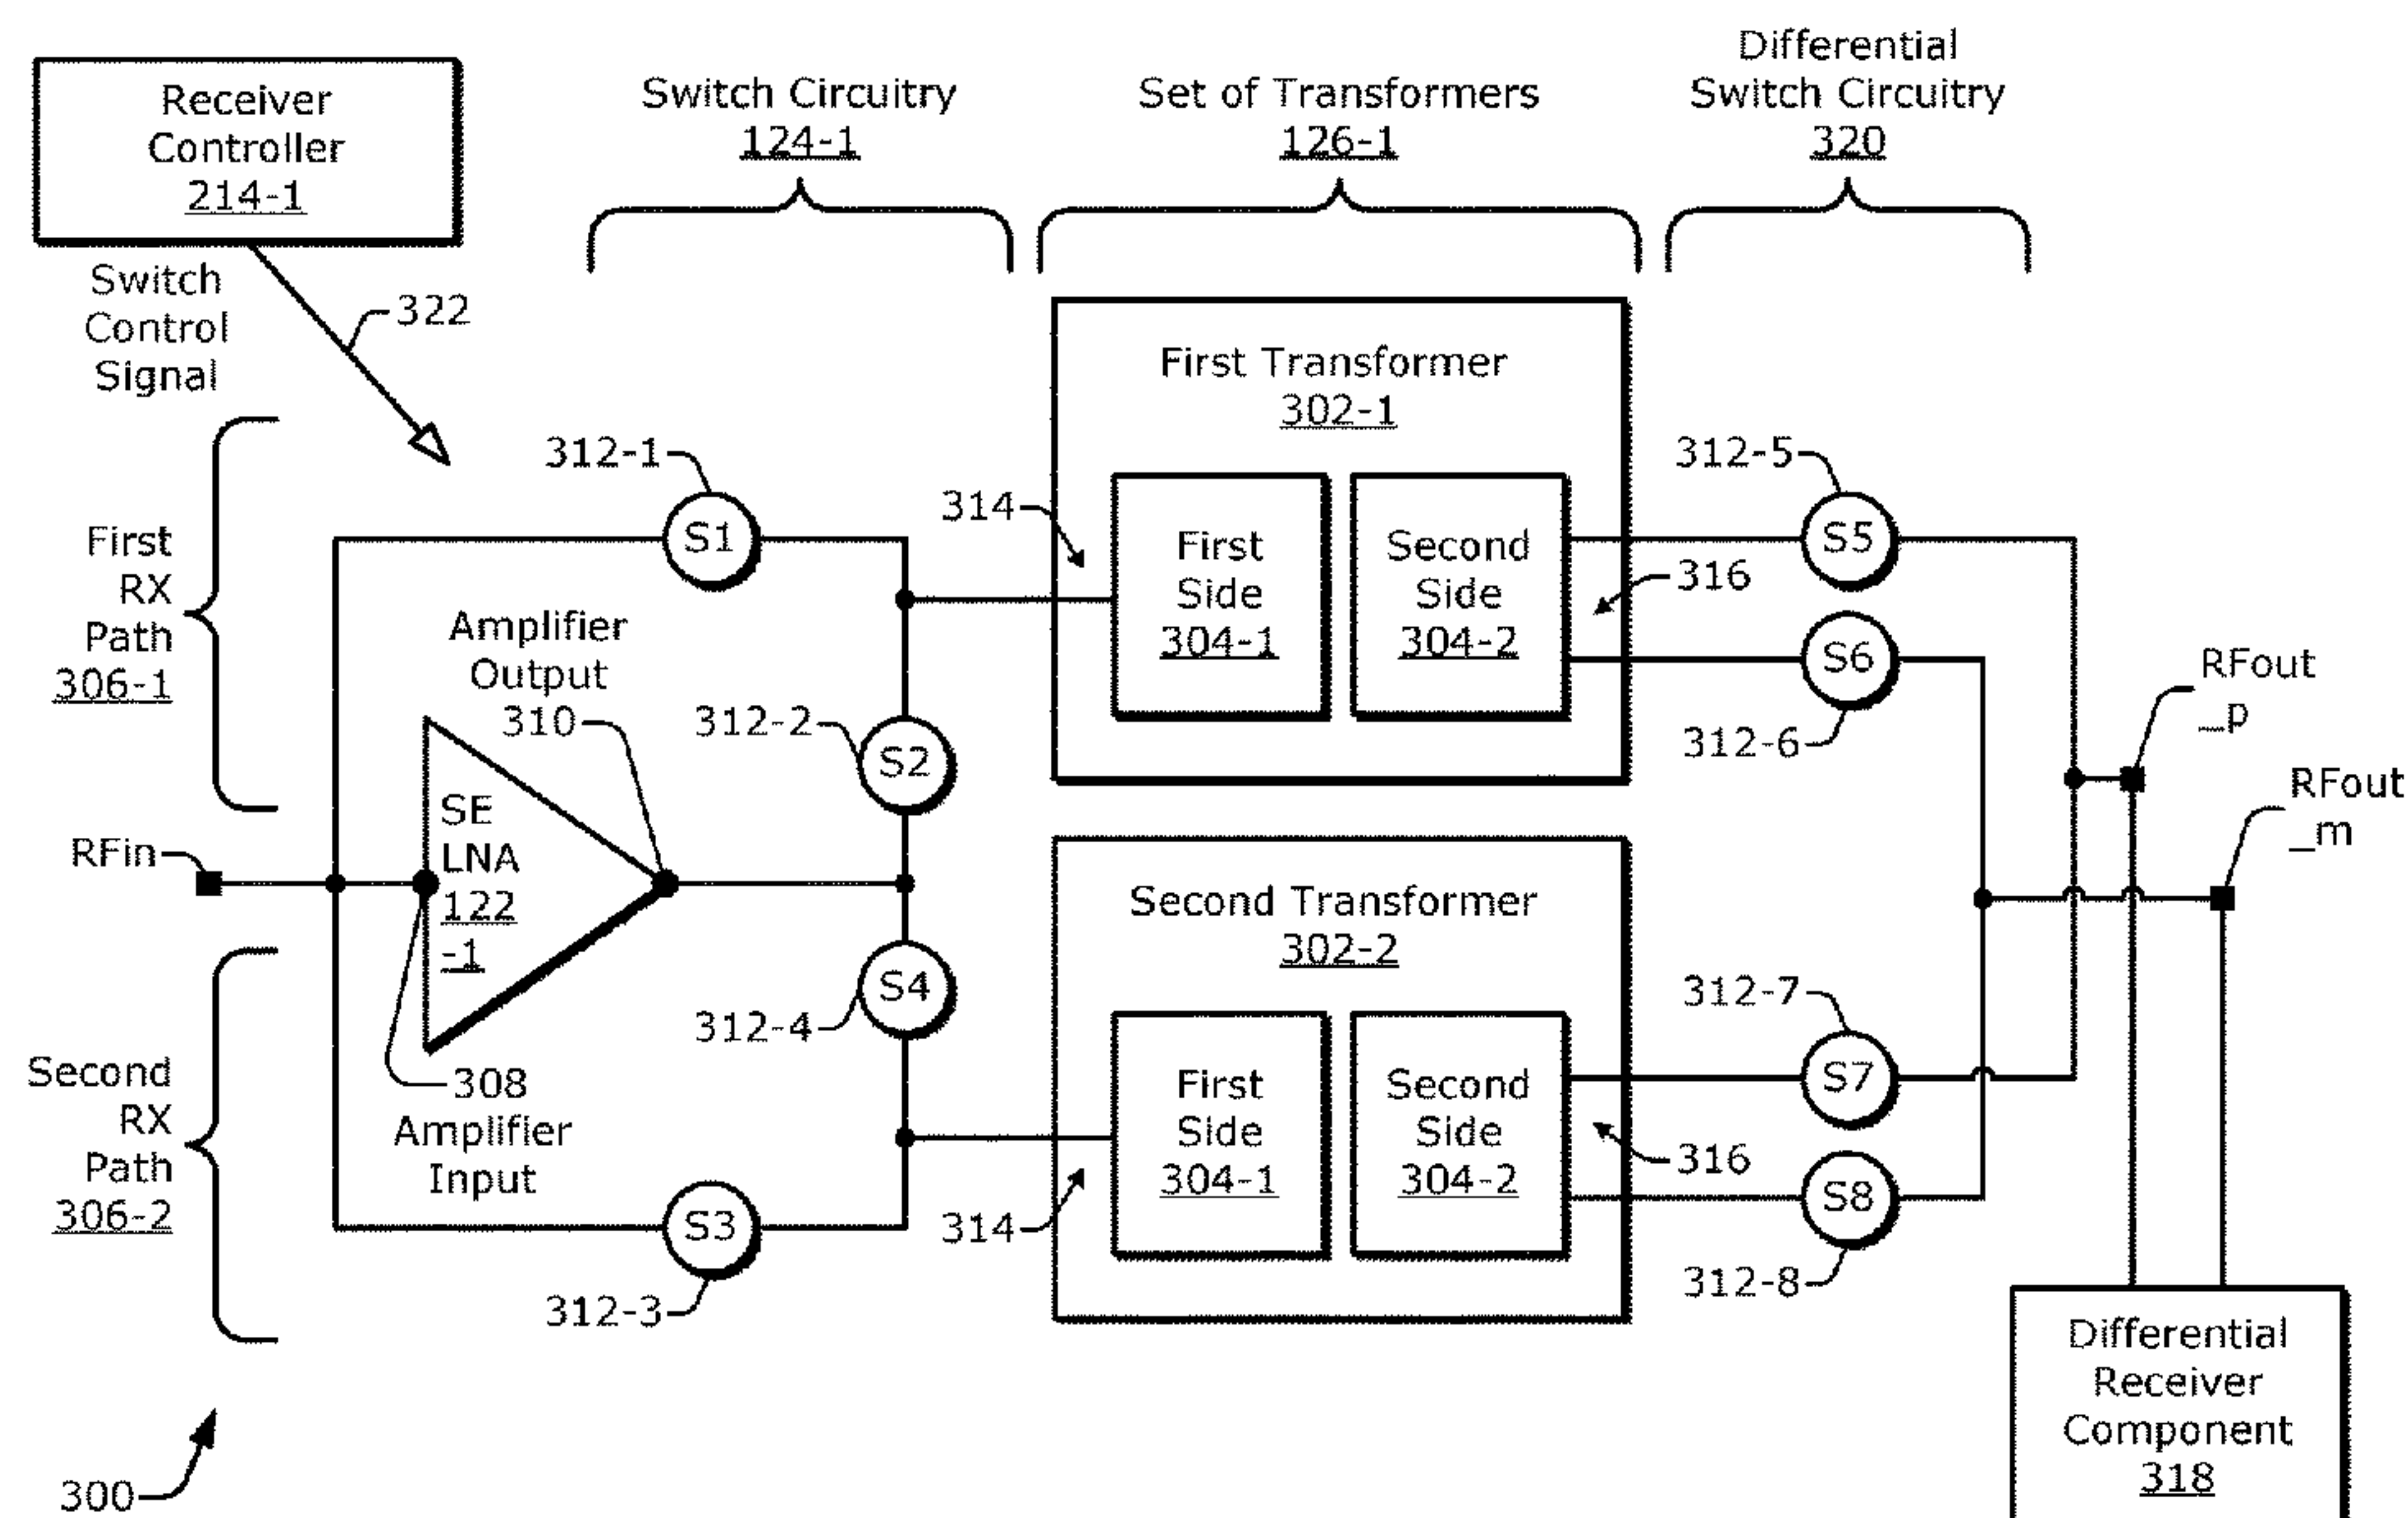 Receiver
Controller
214-1
Switch Circuitry
124-1
Set of Transformers
126-1
Differential
Switch Circuitry
320
Switch
Control
Signal
322
First Transformer
302-1
312-1
312-5
314
S1
First
Side
304-1
Second
Side
304-2
S5
316
First
RX
Path
306-1
Amplifier
Output
310
312-2
S2
S6
312-6
RFout
_p
RFout
_m
RFin
SE
LNA
122
-1
Second Transformer
302-2
S4
312-4
312-7
Second
RX
Path
306-2
308
Amplifier
Input
First
Side
304-1
Second
Side
304-2
S7
316
314
S3
S8
312-3
312-8
Differential
Receiver
Component
318
300